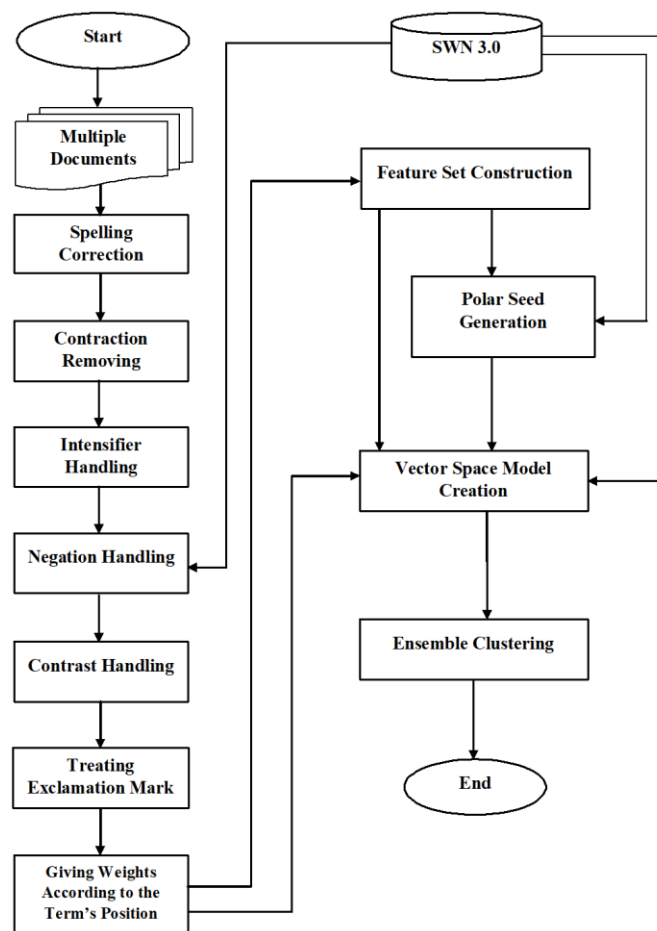 Start
Multiple
Documents
Spelling
Correction
Contraction
Removing
Intensifier
Handling
Negation Handling
Contrast Handling
Treating
Exclamation Mark
Giving Weights
According to the
Term's Position
SWN 3.0
Feature Set Construction
Polar Seed
Generation
Vector Space Model
Creation
Ensemble Clustering
End